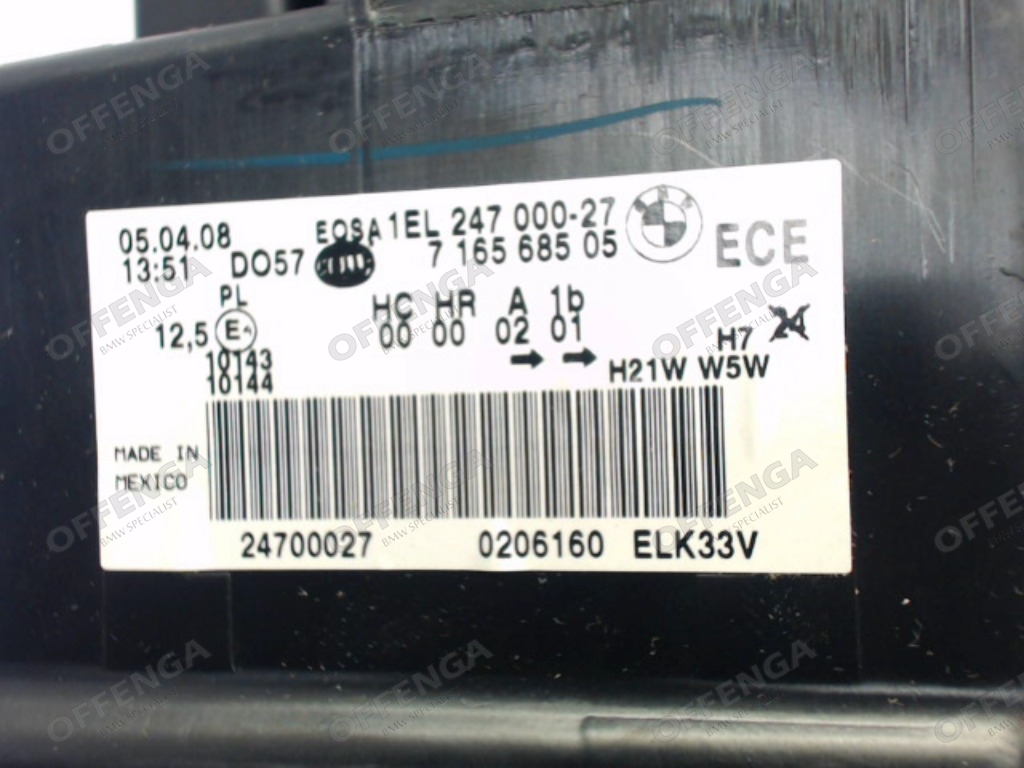 05.04.08 EOSA 1EL 247 000-27
13:51 DO57 7 165 685 05 ECE
PL HC HR A 1b
12,5 E 00 00 02 01
10143 H7
10144 H21W W5W
MADE IN
MEXICO
24700027 0206160 ELK33V
OFFENGA
BMW SPECIALIST